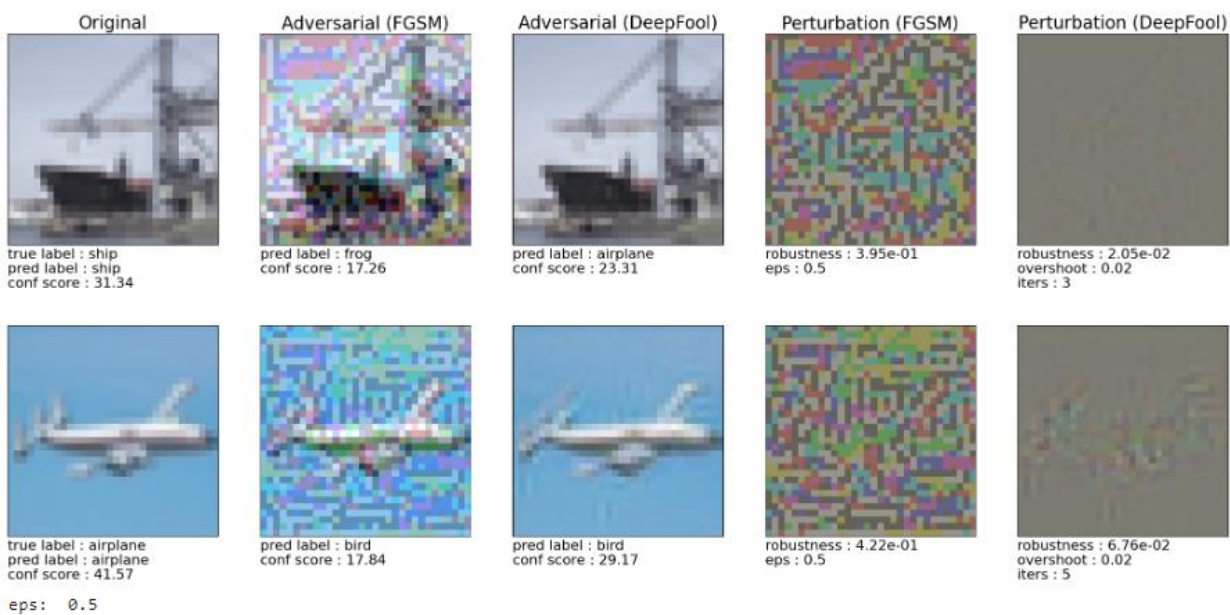 Original
Adversarial (FGSM)
Adversarial (DeepFool)
Perturbation (FGSM)
Perturbation (DeepFool)
true label : ship
pred label : ship
conf score : 31.34
pred label : frog
conf score : 17.26
pred label : airplane
conf score : 23.31
robustness : 3.95e-01
eps : 0.5
robustness : 2.05e-02
overshoot : 0.02
iters : 3
true label : airplane
pred label : airplane
conf score : 41.57
pred label : bird
conf score : 17.84
pred label : bird
conf score : 29.17
robustness : 4.22e-01
eps : 0.5
robustness : 6.76e-02
overshoot : 0.02
iters : 5
eps:  0.5